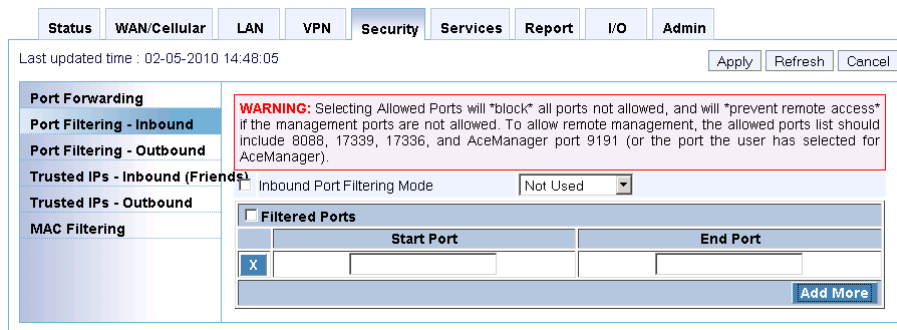 Status WAN/Cellular LAN VPN Security Services Report I/O Admin
Last updated time : 02-05-2010 14:48:05 Apply Refresh Cancel
Port Forwarding
Port Filtering - Inbound
Port Filtering - Outbound
Trusted IPs - Inbound (Friends)
Trusted IPs - Outbound
MAC Filtering
WARNING: Selecting Allowed Ports will *block* all ports not allowed, and will *prevent remote access*
if the management ports are not allowed. To allow remote management, the allowed ports list should
include 8088, 17339, 17336, and AceManager port 9191 (or the port the user has selected for
AceManager).
Inbound Port Filtering Mode Not Used
Filtered Ports
Start Port End Port
X
Add More